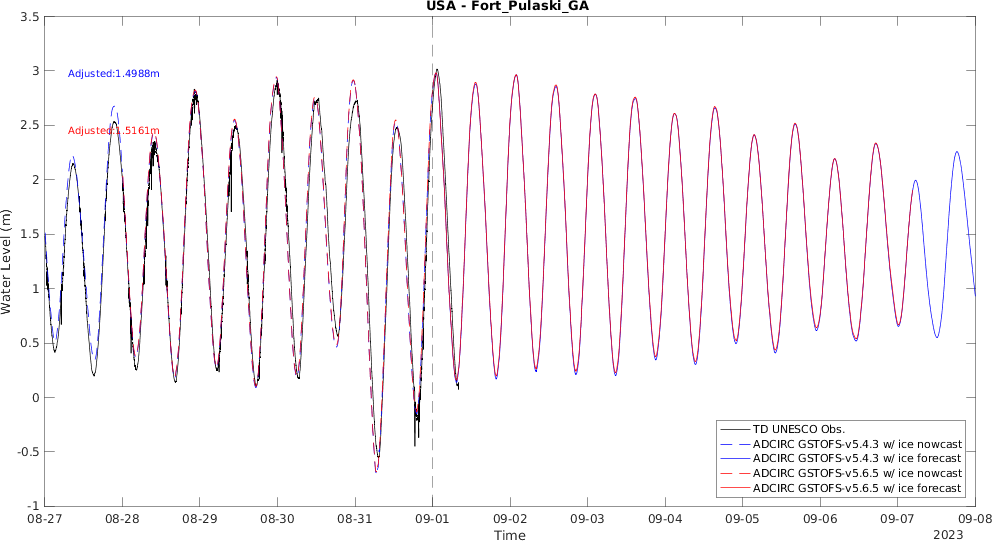 USA - Fort_Pulaski_GA
3.5
3
2.5
2
1.5
1
0.5
0
-0.5
-1
Water Level (m)
Adjusted:1.4988m
Adjusted:1.5161m
TD UNESCO Obs.
ADCIRC GSTOFS-v5.4.3 w/ ice nowcast
ADCIRC GSTOFS-v5.4.3 w/ ice forecast
ADCIRC GSTOFS-v5.6.5 w/ ice nowcast
ADCIRC GSTOFS-v5.6.5 w/ ice forecast
08-27 08-28 08-29 08-30 08-31 09-01 09-02 09-03 09-04 09-05 09-06 09-07 09-08
Time
2023